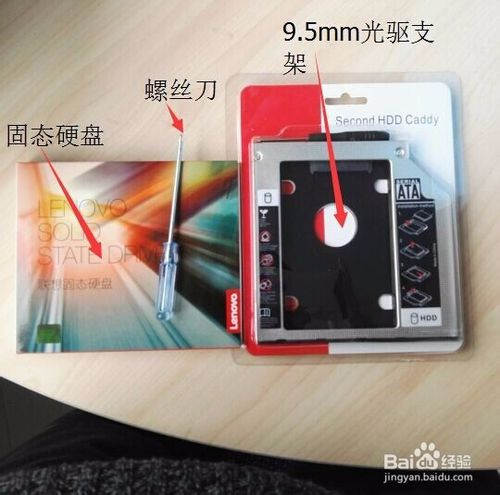 9.5mm光驱支
架
螺丝刀
固态硬盘
Second HDD Caddy
LENOVO
SOLID
STATE DRIVE
联想固态硬盘
Lenovo
SERIAL
ATA
HDD
Baidu经验
jingyan.baidu.com